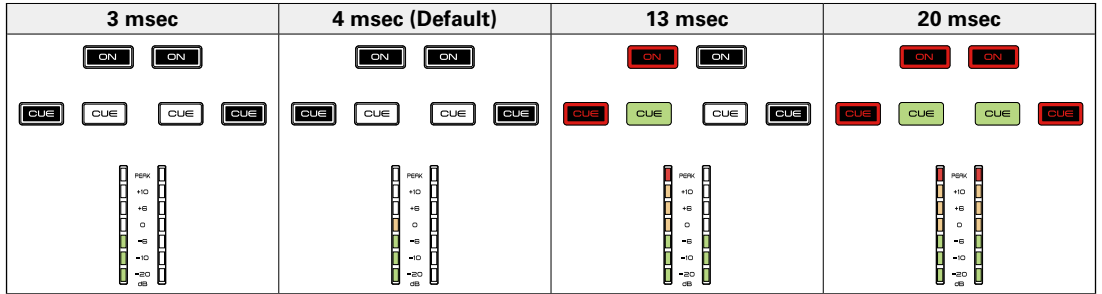 3 msec 4 msec (Default) 13 msec 20 msec
ON ON ON ON ON ON ON ON
CUE CUE CUE CUE CUE CUE CUE CUE CUE CUE CUE CUE CUE CUE CUE CUE
PEAK PEAK PEAK PEAK
+10 +10 +10 +10
+6 +6 +6 +6
0 0 0 0
-6 -6 -6 -6
-10 -10 -10 -10
-20 -20 -20 -20
dB dB dB dB